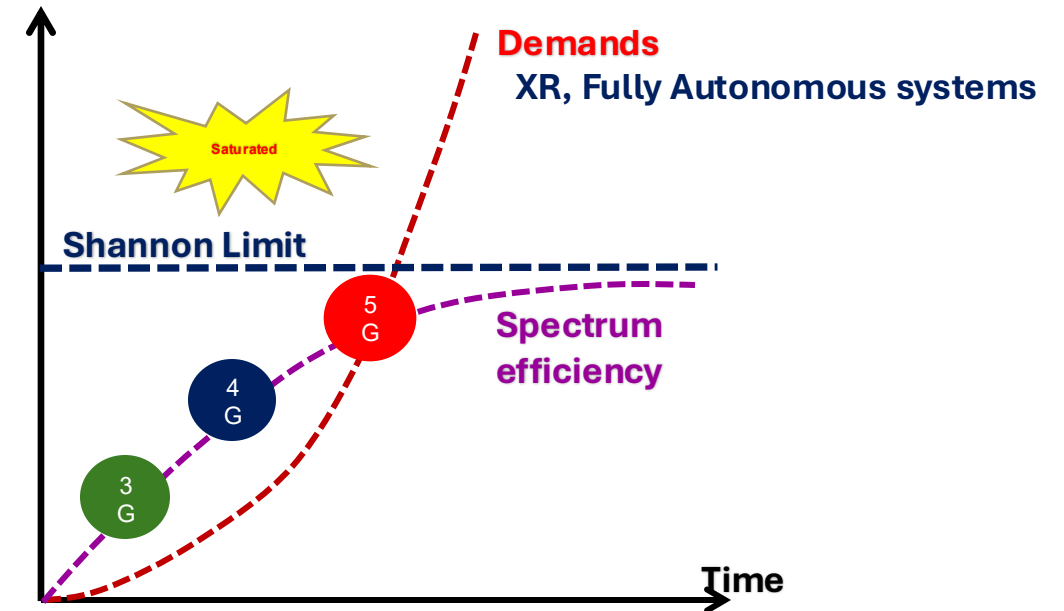 Demands
XR, Fully Autonomous systems
Saturated
Shannon Limit
5
G
Spectrum
efficiency
4
G
3
G
Time